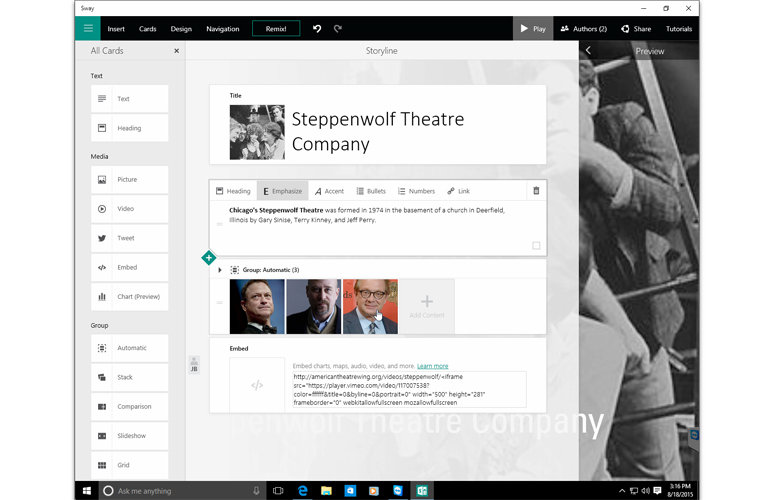 Sway
Insert Cards Design Navigation Remix! Play Authors (2) Share Tutorials
All Cards
Storyline
Preview
Text
Text
Heading
Media
Picture
Video
Tweet
Embed
Chart (Preview)
Group
Automatic
Stack
Comparison
Slideshow
Grid
Title
Steppenwolf Theatre
Company
Heading Emphasize Accent Bullets Numbers Link
Chicago's Steppenwolf Theatre was formed in 1974 in the basement of a church in Deerfield,
Illinois by Gary Sinise, Terry Kinney, and Jeff Perry.
Group: Automatic (3)
Add Content
JB
Embed
Embed charts, maps, audio, video, and more. Learn more
http://americantheatrewing.org/videos/steppenwolf/<iframe
src="https://player.vimeo.com/video/117007538?
color=ffffff&title=0&byline=0&portrait=0" width="500" height="281"
frameborder="0" webkitallowfullscreen mozallowfullscreen
penwolf Theatre Company
Ask me anything
3:16 PM
8/18/2015